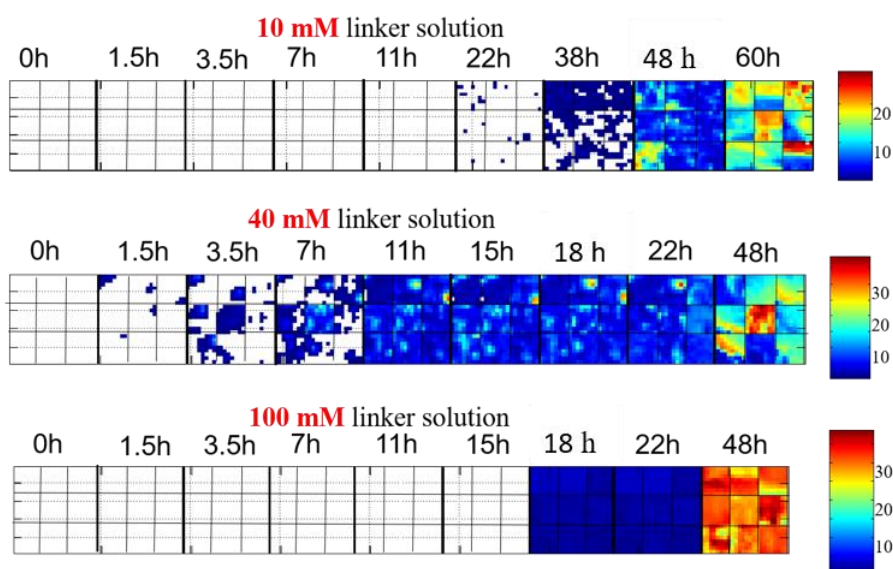 10 mM linker solution
0h 1.5h 3.5h 7h 11h 22h 38h 48 h 60h
20
10
40 mM linker solution
0h 1.5h 3.5h 7h 11h 15h 18 h 22h 48h
30
20
10
100 mM linker solution
0h 1.5h 3.5h 7h 11h 15h 18 h 22h 48h
30
20
10